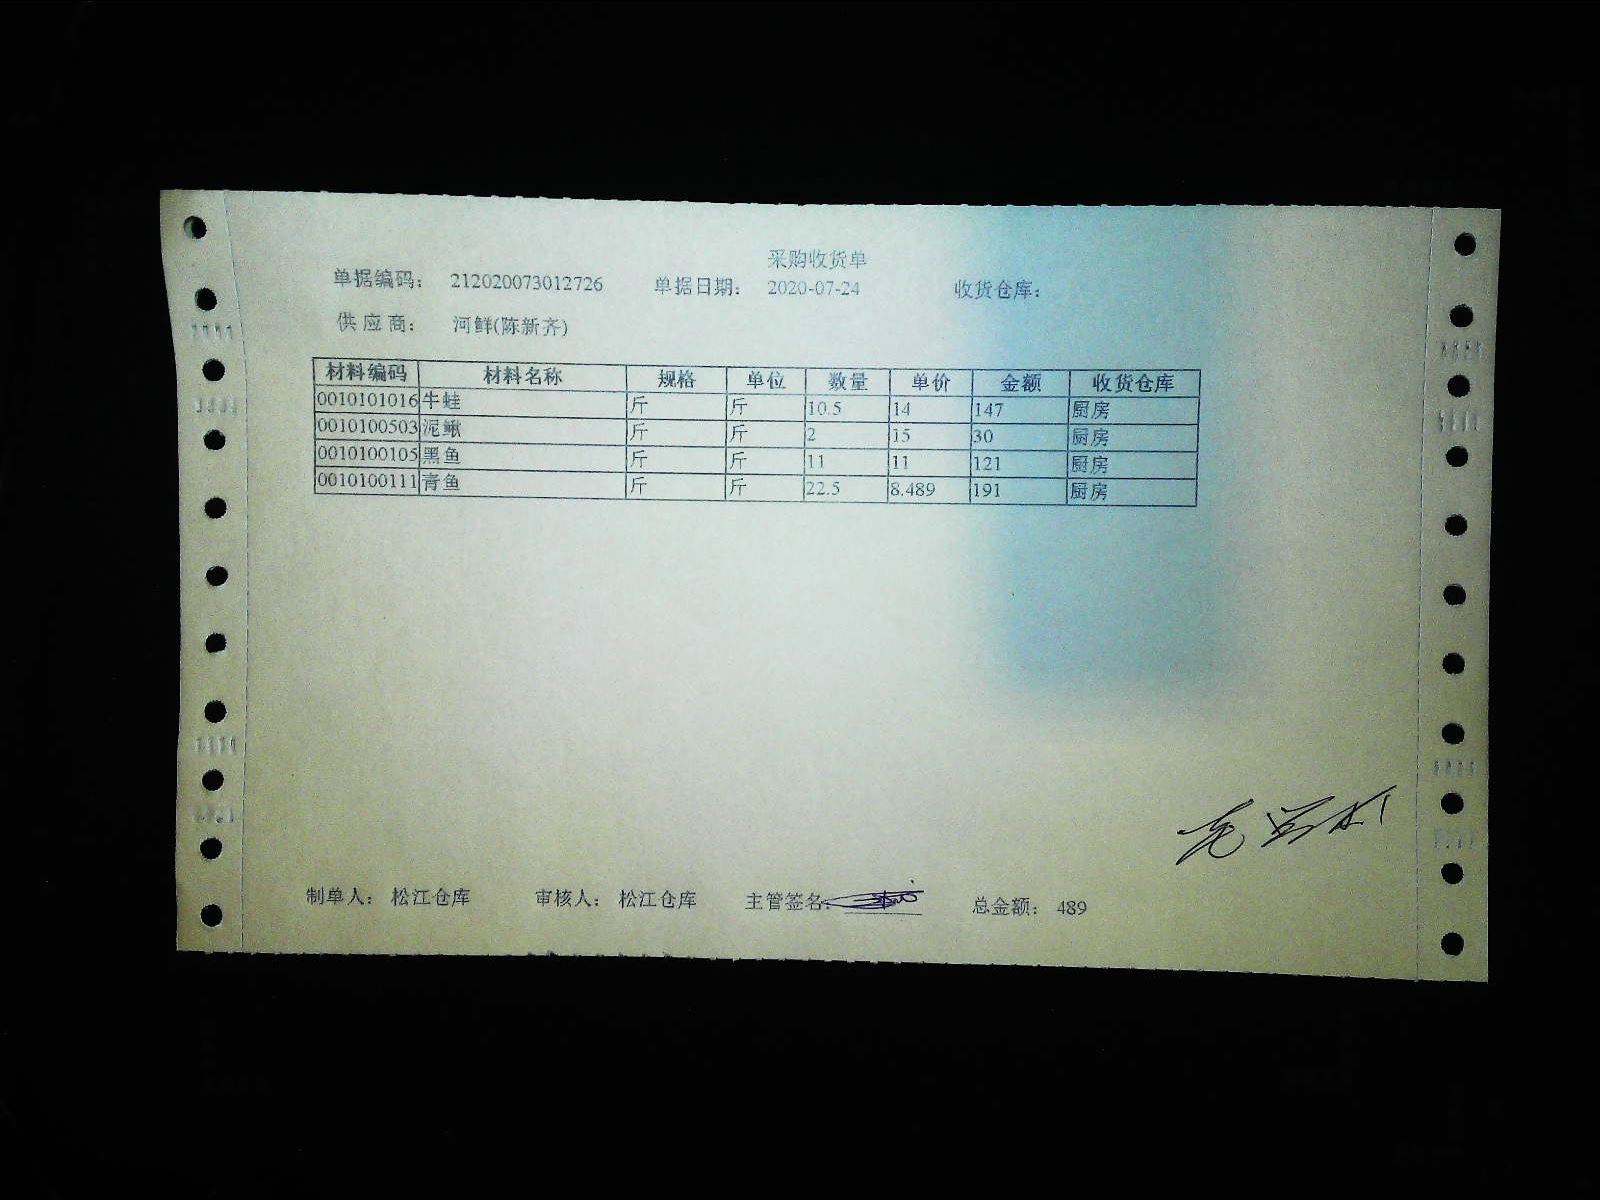 采购收货单
单据编码： 212020073012726 单据日期： 2020-07-24 收货仓库：
供应商： 河鲜(陈新齐)
材料编码 材料名称 规格 单位 数量 单价 金额 收货仓库
0010101016 牛蛙 斤 斤 10.5 14 147 厨房
0010100503 泥鳅 斤 斤 2 15 30 厨房
0010100105 黑鱼 斤 斤 11 11 121 厨房
0010100111 青鱼 斤 斤 22.5 8.489 191 厨房
制单人： 松江仓库 审核人： 松江仓库 主管签名： 总金额： 489